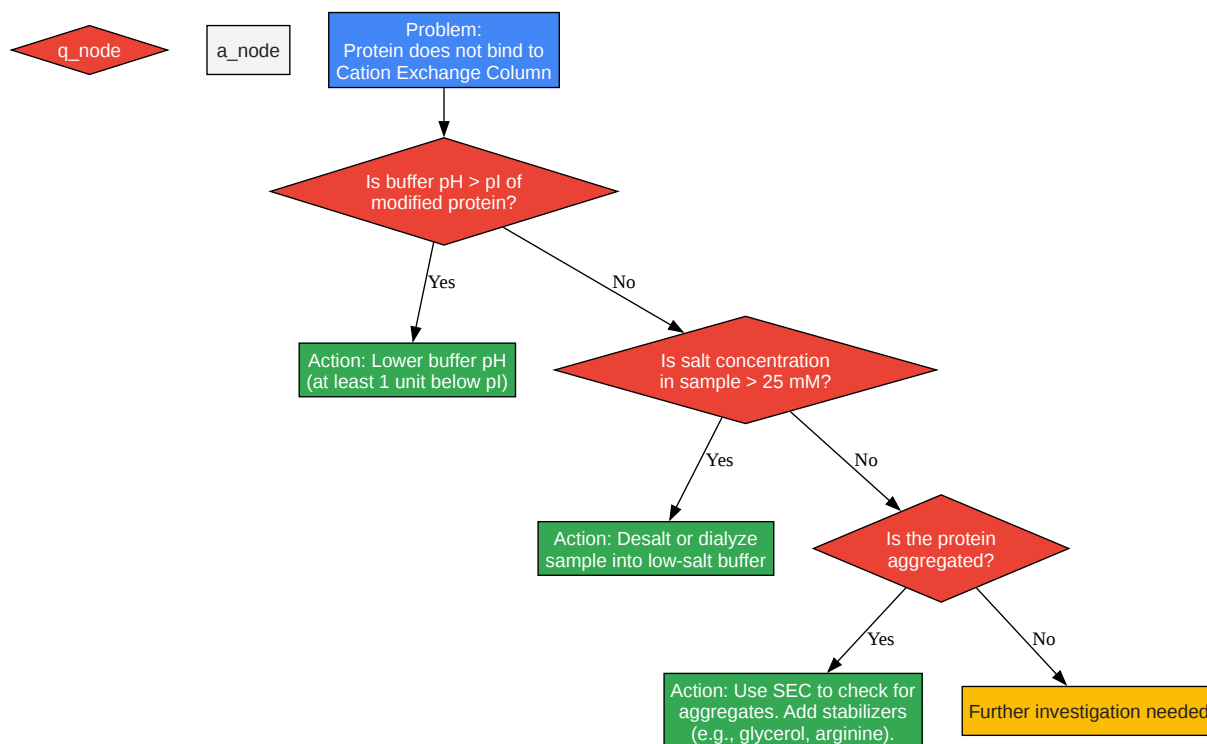 q_node
a_node
Problem:
Protein does not bind to
Cation Exchange Column
Is buffer pH > pI of
modified protein?
Yes
No
Action: Lower buffer pH
(at least 1 unit below pI)
Is salt concentration
in sample > 25 mM?
Yes
No
Action: Desalt or dialyze
sample into low-salt buffer
Is the protein
aggregated?
Yes
No
Action: Use SEC to check for
aggregates. Add stabilizers
(e.g., glycerol, arginine).
Further investigation needed